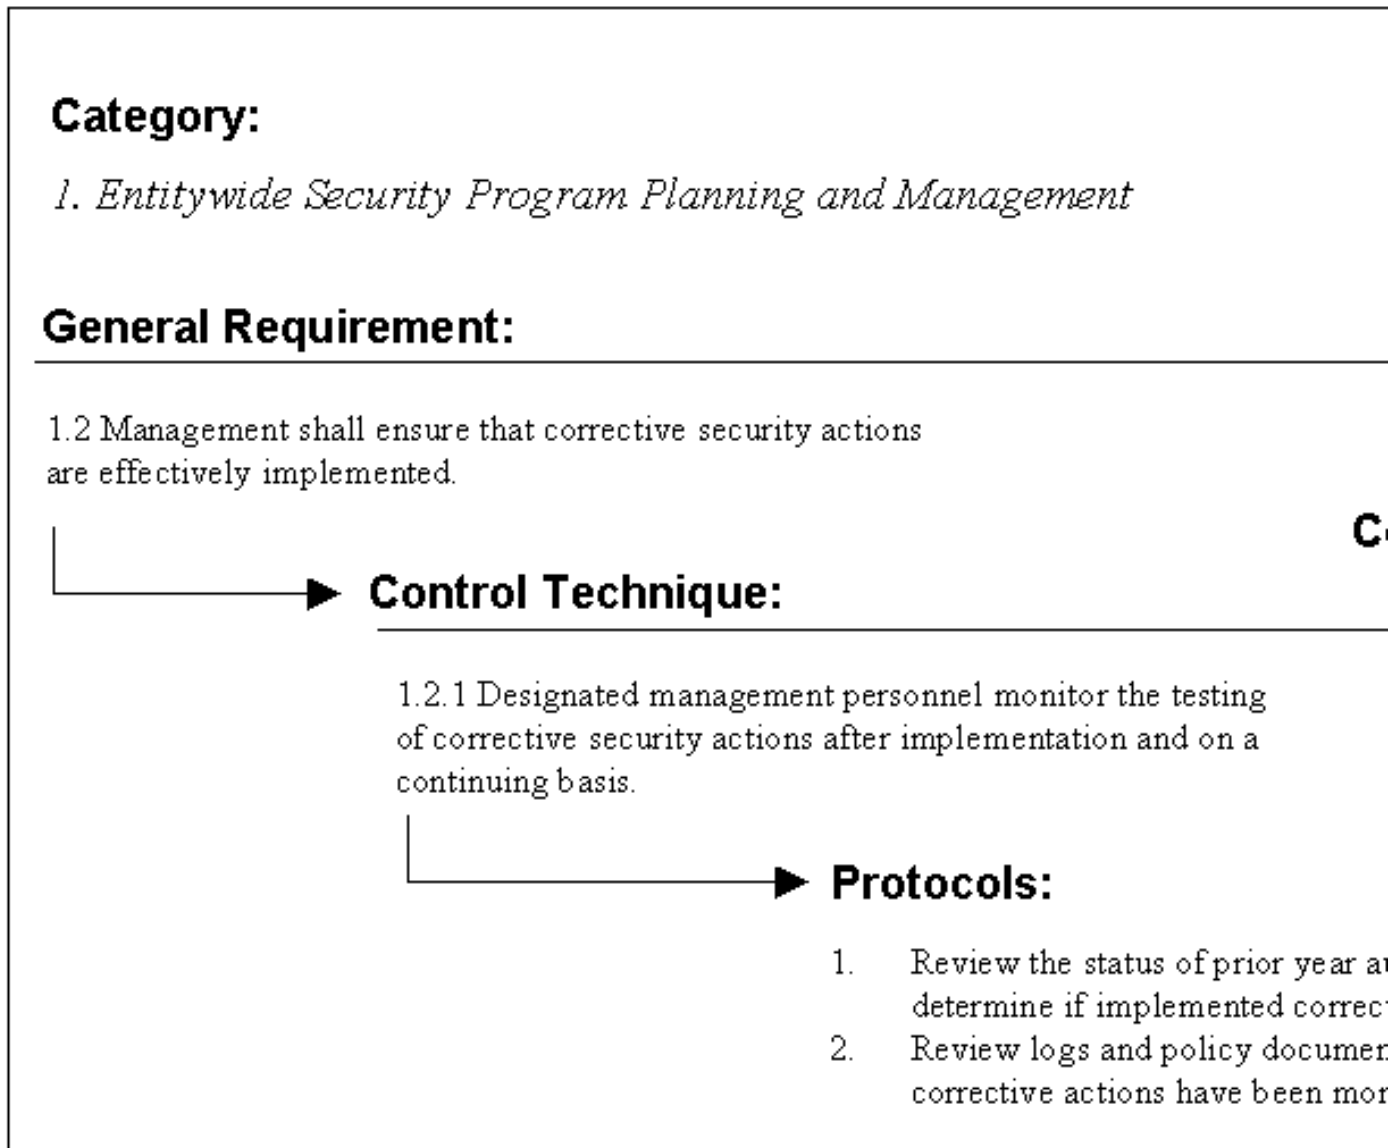 Category:
1. Entitywide Security Program Planning and Management
General Requirement:
1.2 Management shall ensure that corrective security actions
are effectively implemented.
Control Technique:
1.2.1 Designated management personnel monitor the testing
of corrective security actions after implementation and on a
continuing basis.
Protocols:
1. Review the status of prior year
determine if implemented
2. Review logs and policy
corrective actions have been